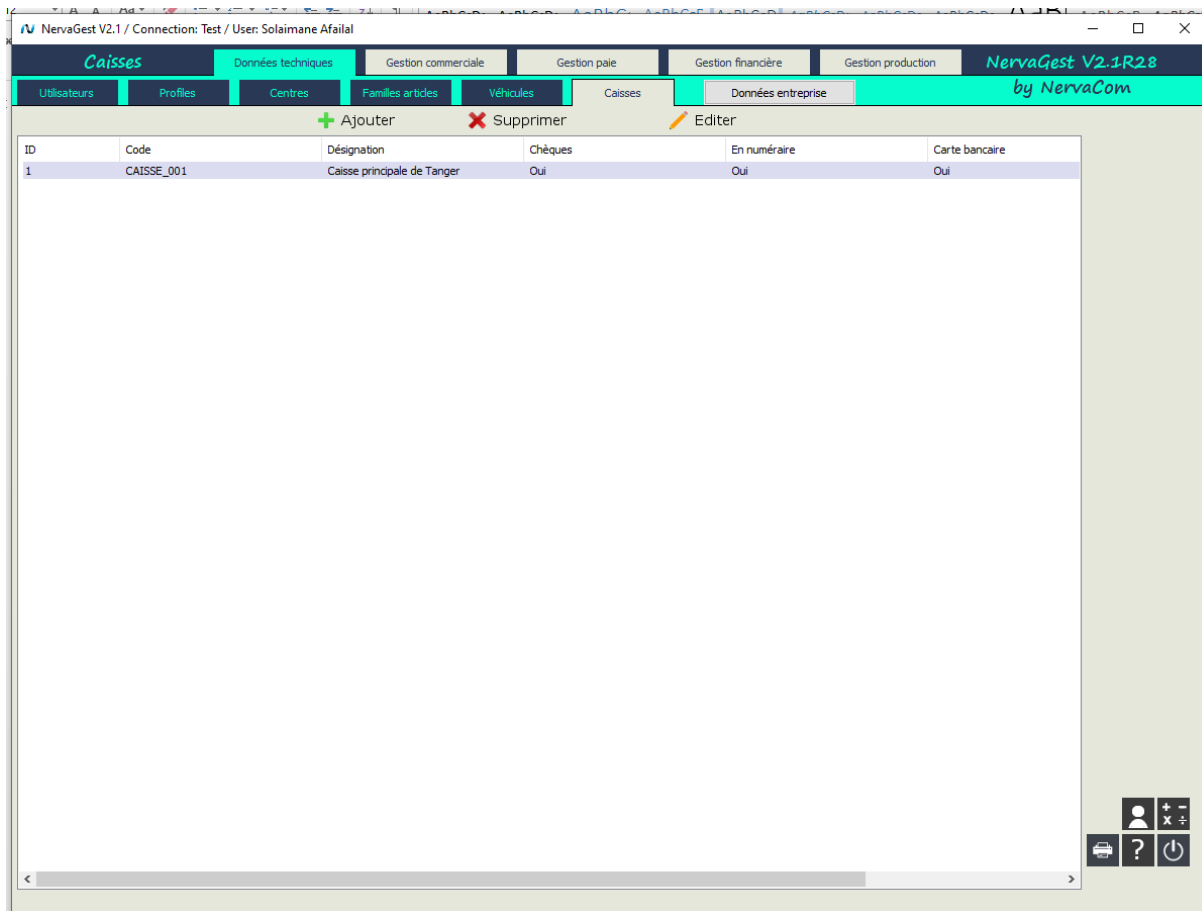 NervaGest V2.1 / Connection: Test / User: Solaimane Afailal
Caisses Données techniques Gestion commerciale Gestion paie Gestion financière Gestion production NervaGest V2.1R28
Utilisateurs Profiles Centres Familles articles Véhicules Caisses Données entreprise by NervaCom
Ajouter Supprimer Editer
ID Code Désignation Chèques En numéraire Carte bancaire
1 CAISSE_001 Caisse principale de Tanger Oui Oui Oui